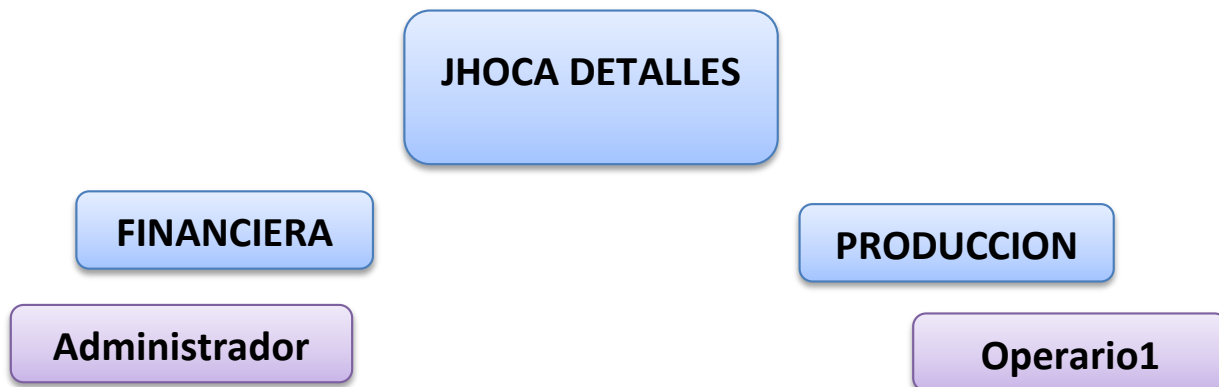 JHOCA DETALLES
FINANCIERA
PRODUCCION
Administrador
Operario1